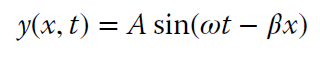 y(x, t) = A sin(ωt − βx)